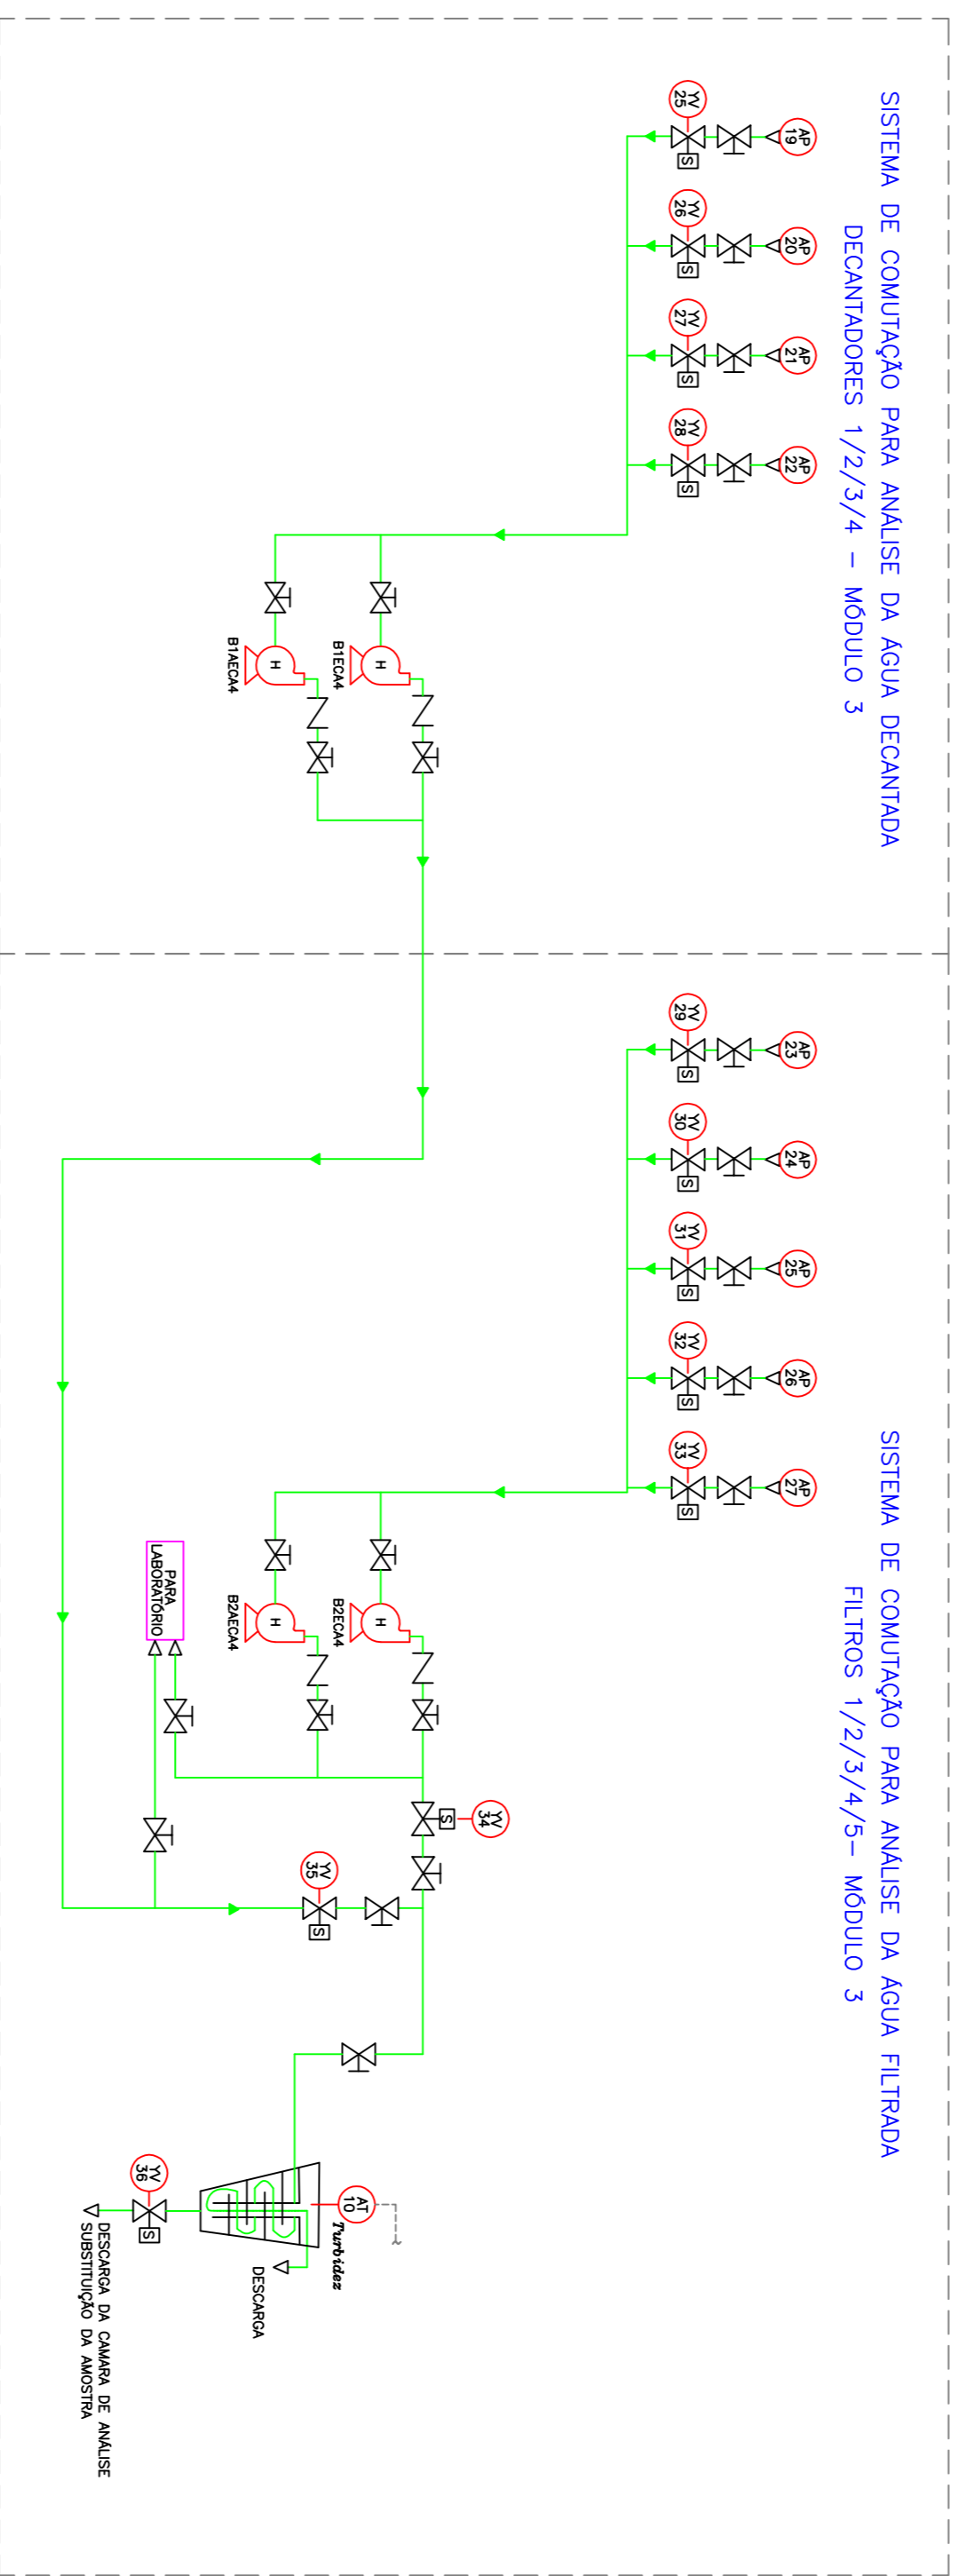 SISTEMA DE COMUTAÇÃO PARA ANÁLISE DA ÁGUA DECANTADA
DECANTADORES 1/2/3/4 – MÓDULO 3
AP
19
AP
20
AP
21
AP
22
YV
25
S
YV
26
S
YV
27
S
YV
28
S
H
B1ECA4
H
B1AECA4
SISTEMA DE COMUTAÇÃO PARA ANÁLISE DA ÁGUA FILTRADA
FILTROS 1/2/3/4/5– MÓDULO 3
AP
23
AP
24
AP
25
AP
26
AP
27
YV
29
S
YV
30
S
YV
31
S
YV
32
S
YV
33
S
H
B2ECA4
H
B2AECA4
YV
34
S
YV
35
S
PARA
LABORATÓRIO
AT
10
Turbidez
DESCARGA
YV
36
S
DESCARGA DA CAMARA DE ANÁLISE
SUBSTITUIÇÃO DA AMOSTRA